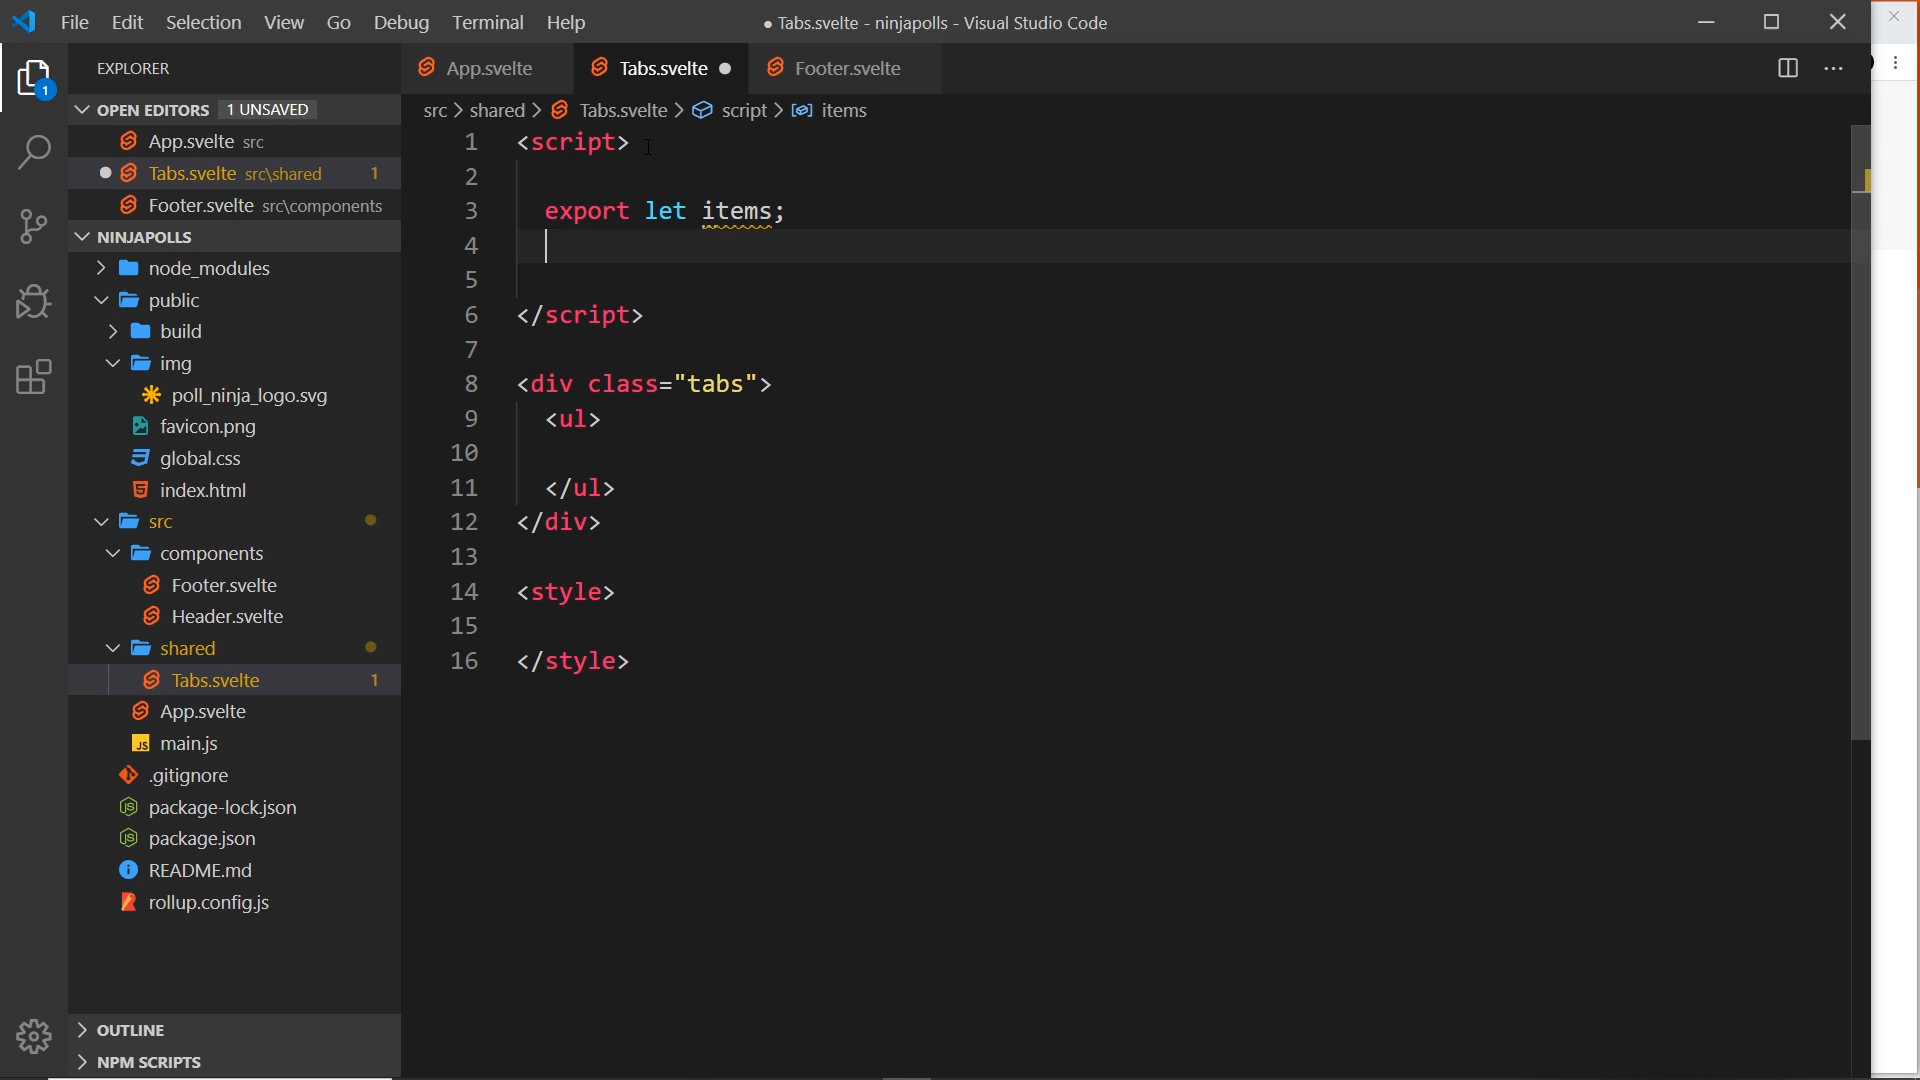 File Edit Selection View Go Debug Terminal Help
● Tabs.svelte - ninjapolls - Visual Studio Code
EXPLORER
OPEN EDITORS 1 UNSAVED
App.svelte src
Tabs.svelte src\shared 1
Footer.svelte src\components
NINJAPOLLS
node_modules
public
build
img
poll_ninja_logo.svg
favicon.png
global.css
index.html
src
components
Footer.svelte
Header.svelte
shared
Tabs.svelte 1
App.svelte
JS main.js
.gitignore
package-lock.json
package.json
README.md
rollup.config.js
OUTLINE
NPM SCRIPTS
1
App.svelte Tabs.svelte ● Footer.svelte
src > shared > Tabs.svelte > script > items
1 <script>
2
3 export let items;
4
5
6 </script>
7
8 <div class="tabs">
9 <ul>
10
11 </ul>
12 </div>
13
14 <style>
15
16 </style>